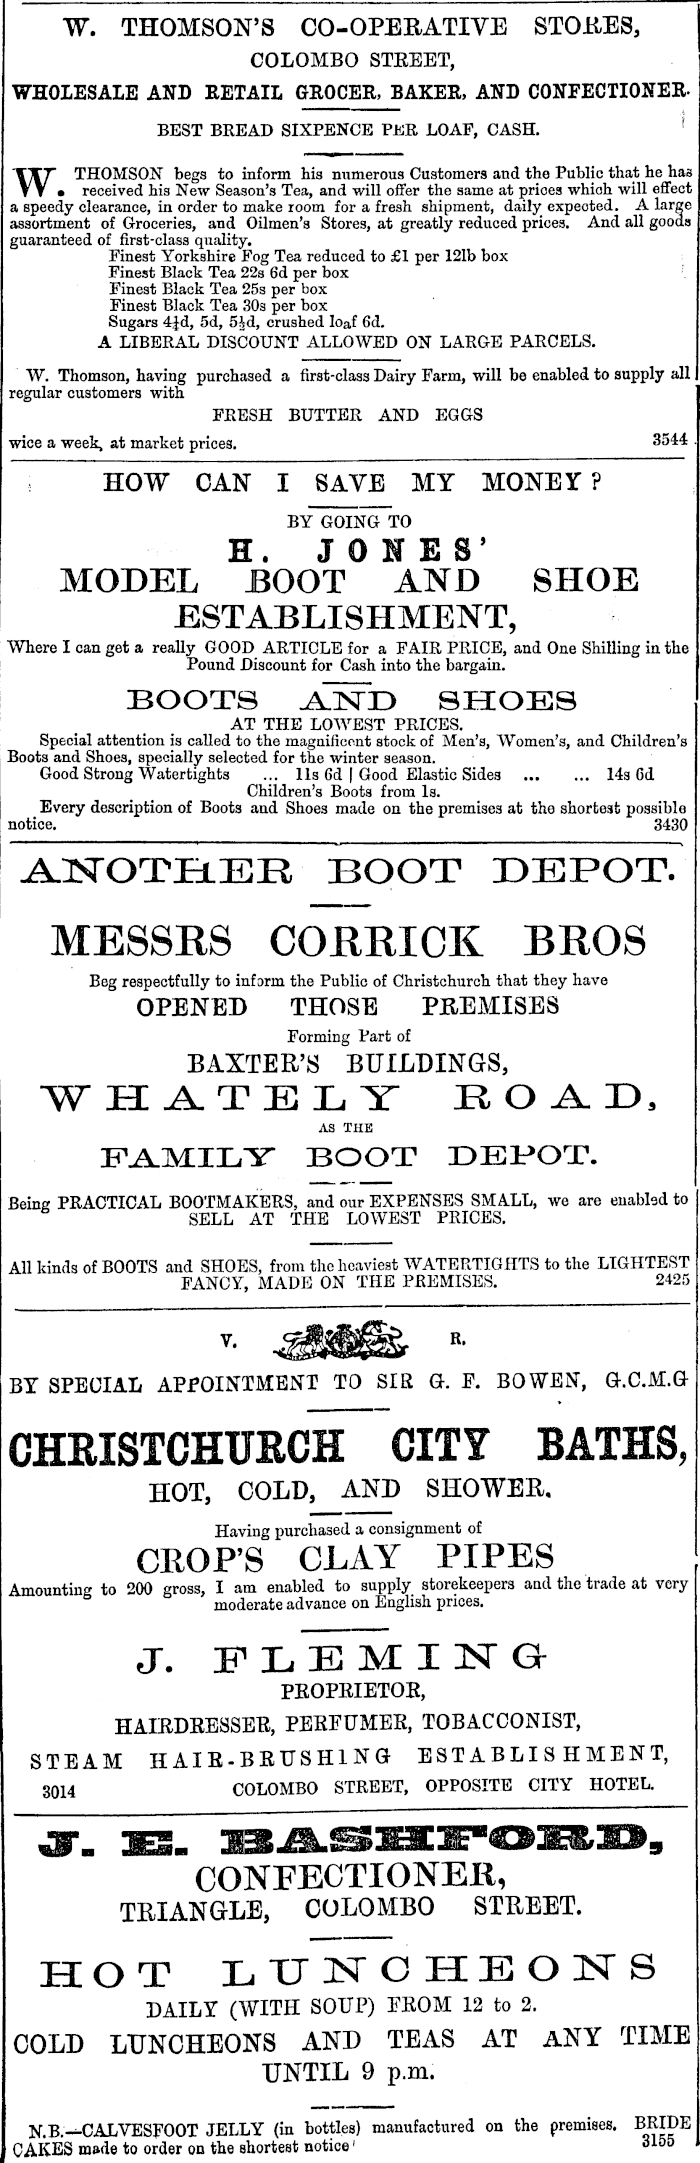 W. THOMSON'S CO-OPERATIVE STORES,
COLOMBO STREET,
WHOLESALE AND RETAIL GROCER, BAKER, AND CONFECTIONER.
BEST BREAD SIXPENCE PER LOAF, CASH.
W. THOMSON begs to inform his numerous Customers and the Public that he has
received his New Season's Tea, and will offer the same at prices which will effect
a speedy clearance, in order to make room for a fresh shipment, daily expected. A large
assortment of Groceries, and Oilmen's Stores, at greatly reduced prices. And all goods
guaranteed of first-class quality.
Finest Yorkshire Fog Tea reduced to £1 per 12lb box
Finest Black Tea 22s 6d per box
Finest Black Tea 25s per box
Finest Black Tea 30s per box
Sugars 4½d, 5d, 5½d, crushed loaf 6d.
A LIBERAL DISCOUNT ALLOWED ON LARGE PARCELS.
W. Thomson, having purchased a first-class Dairy Farm, will be enabled to supply all
regular customers with
FRESH BUTTER AND EGGS
wice a week, at market prices. 3544
HOW CAN I SAVE MY MONEY?
BY GOING TO
H. JONES'
MODEL BOOT AND SHOE
ESTABLISHMENT,
Where I can get a really GOOD ARTICLE for a FAIR PRICE, and One Shilling in the
Pound Discount for Cash into the bargain.
BOOTS AND SHOES
AT THE LOWEST PRICES.
Special attention is called to the magnificent stock of Men's, Women's, and Children's
Boots and Shoes, specially selected for the winter season.
Good Strong Watertights ... 11s 6d | Good Elastic Sides ... ... 14s 6d
Children's Boots from 1s.
Every description of Boots and Shoes made on the premises at the shortest possible
notice. 3430
ANOTHER BOOT DEPOT.
MESSRS CORRICK BROS
Beg respectfully to inform the Public of Christchurch that they have
OPENED THOSE PREMISES
Forming Part of
BAXTER'S BUILDINGS,
WHATELY ROAD,
AS THE
FAMILY BOOT DEPOT.
Being PRACTICAL BOOTMAKERS, and our EXPENSES SMALL, we are enabled to
SELL AT THE LOWEST PRICES.
All kinds of BOOTS and SHOES, from the heaviest WATERTIGHTS to the LIGHTEST
FANCY, MADE ON THE PREMISES. 2425
V. R.
BY SPECIAL APPOINTMENT TO SIR G. F. BOWEN, G.C.M.G
CHRISTCHURCH CITY BATHS,
HOT, COLD, AND SHOWER.
Having purchased a consignment of
CROP'S CLAY PIPES
Amounting to 200 gross, I am enabled to supply storekeepers and the trade at very
moderate advance on English prices.
J. FLEMING
PROPRIETOR,
HAIRDRESSER, PERFUMER, TOBACCONIST,
STEAM HAIR-BRUSHING ESTABLISHMENT,
3014 COLOMBO STREET, OPPOSITE CITY HOTEL.
J. E. BASHFORD,
CONFECTIONER,
TRIANGLE, COLOMBO STREET.
HOT LUNCHEONS
DAILY (WITH SOUP) FROM 12 to 2.
COLD LUNCHEONS AND TEAS AT ANY TIME
UNTIL 9 p.m.
N.B.—CALVESFOOT JELLY (in bottles) manufactured on the premises. BRIDE
CAKES made to order on the shortest notice 3155